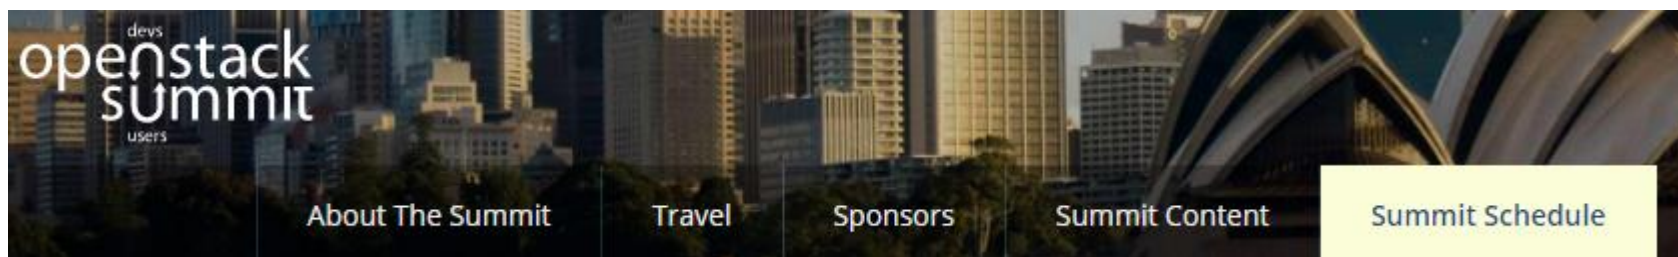 devs
openstack
summit
users
About The Summit
Travel
Sponsors
Summit Content
Summit Schedule